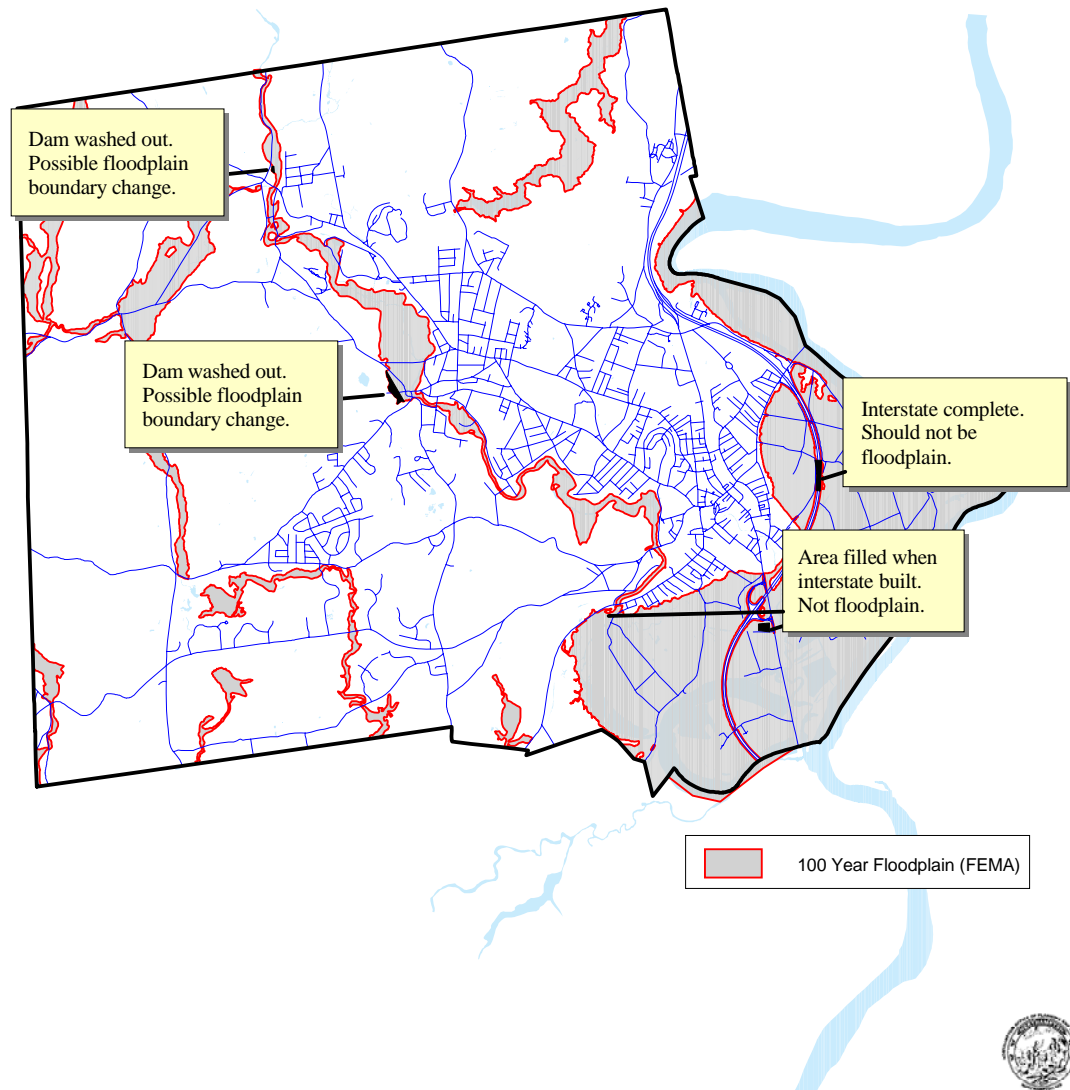 Dam washed out.
Possible floodplain
boundary change.
Dam washed out.
Possible floodplain
boundary change.
Interstate complete.
Should not be
floodplain.
Area filled when
interstate built.
Not floodplain.
100 Year Floodplain (FEMA)